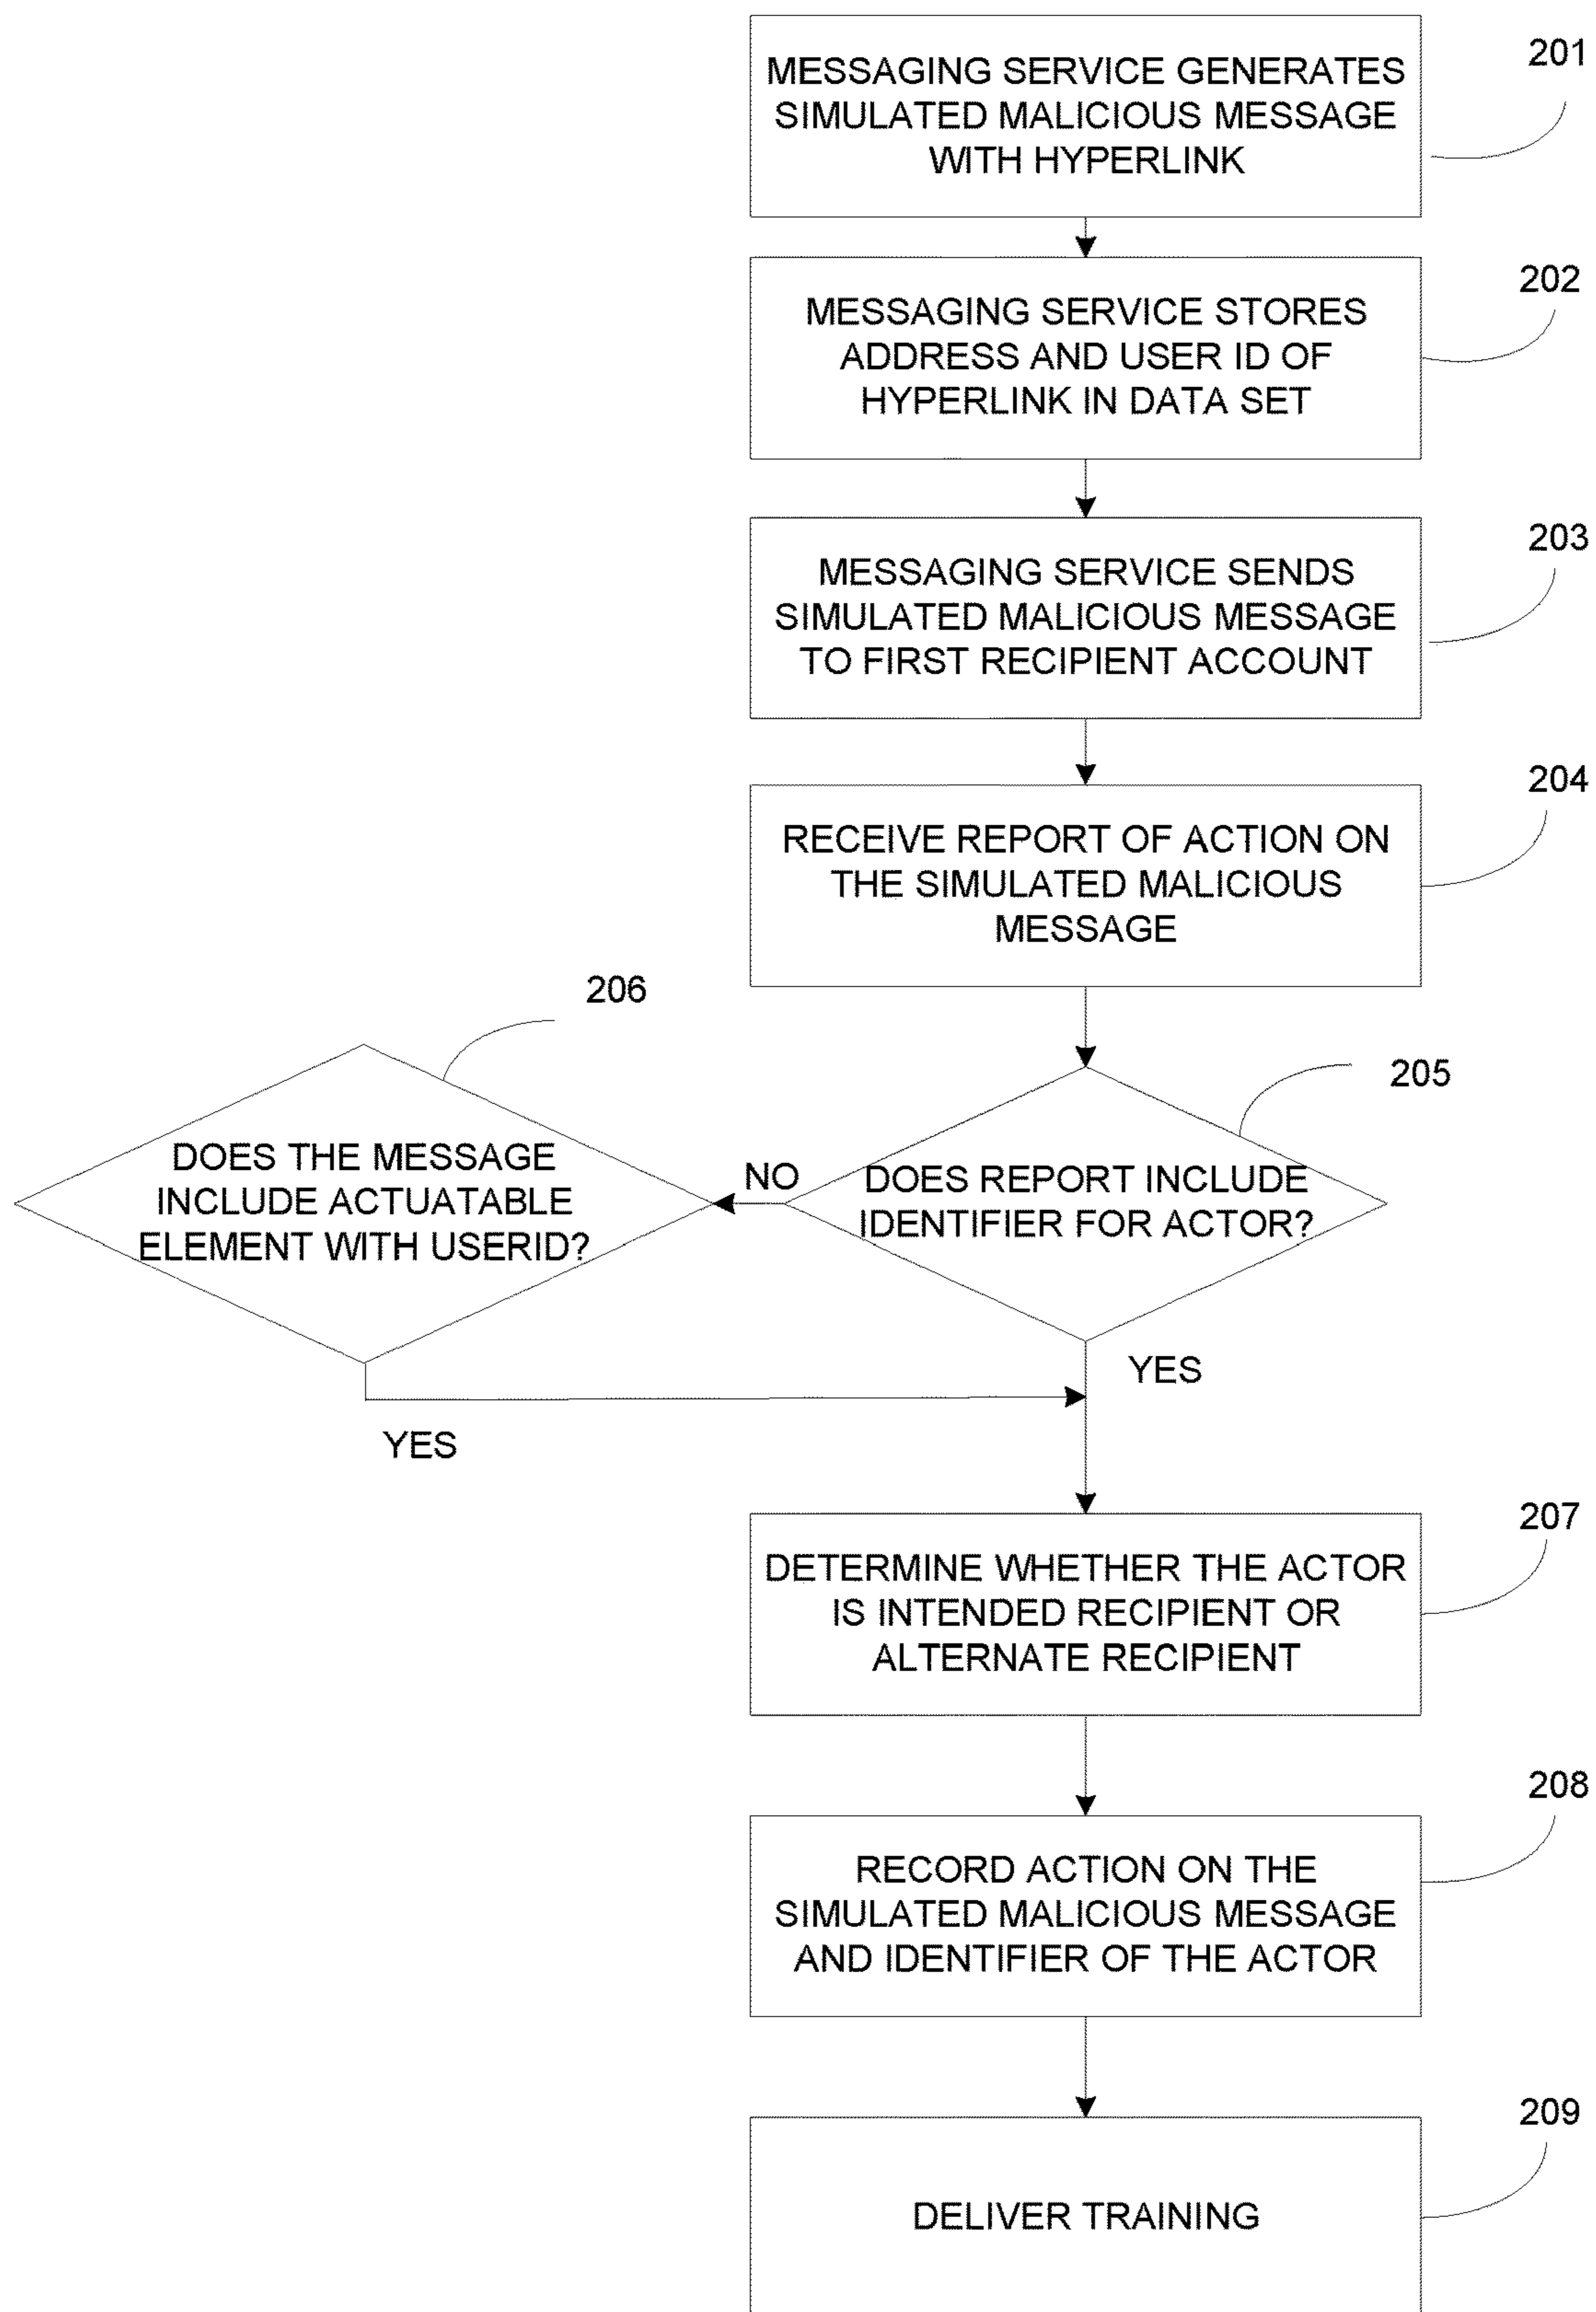 MESSAGING SERVICE GENERATES
SIMULATED MALICIOUS MESSAGE
WITH HYPERLINK
201
MESSAGING SERVICE STORES
ADDRESS AND USER ID OF
HYPERLINK IN DATA SET
202
MESSAGING SERVICE SENDS
SIMULATED MALICIOUS MESSAGE
TO FIRST RECIPIENT ACCOUNT
203
RECEIVE REPORT OF ACTION ON
THE SIMULATED MALICIOUS
MESSAGE
204
206
205
DOES THE MESSAGE
INCLUDE ACTUATABLE
ELEMENT WITH USERID?
NO
DOES REPORT INCLUDE
IDENTIFIER FOR ACTOR?
YES
YES
DETERMINE WHETHER THE ACTOR
IS INTENDED RECIPIENT OR
ALTERNATE RECIPIENT
207
RECORD ACTION ON THE
SIMULATED MALICIOUS MESSAGE
AND IDENTIFIER OF THE ACTOR
208
DELIVER TRAINING
209